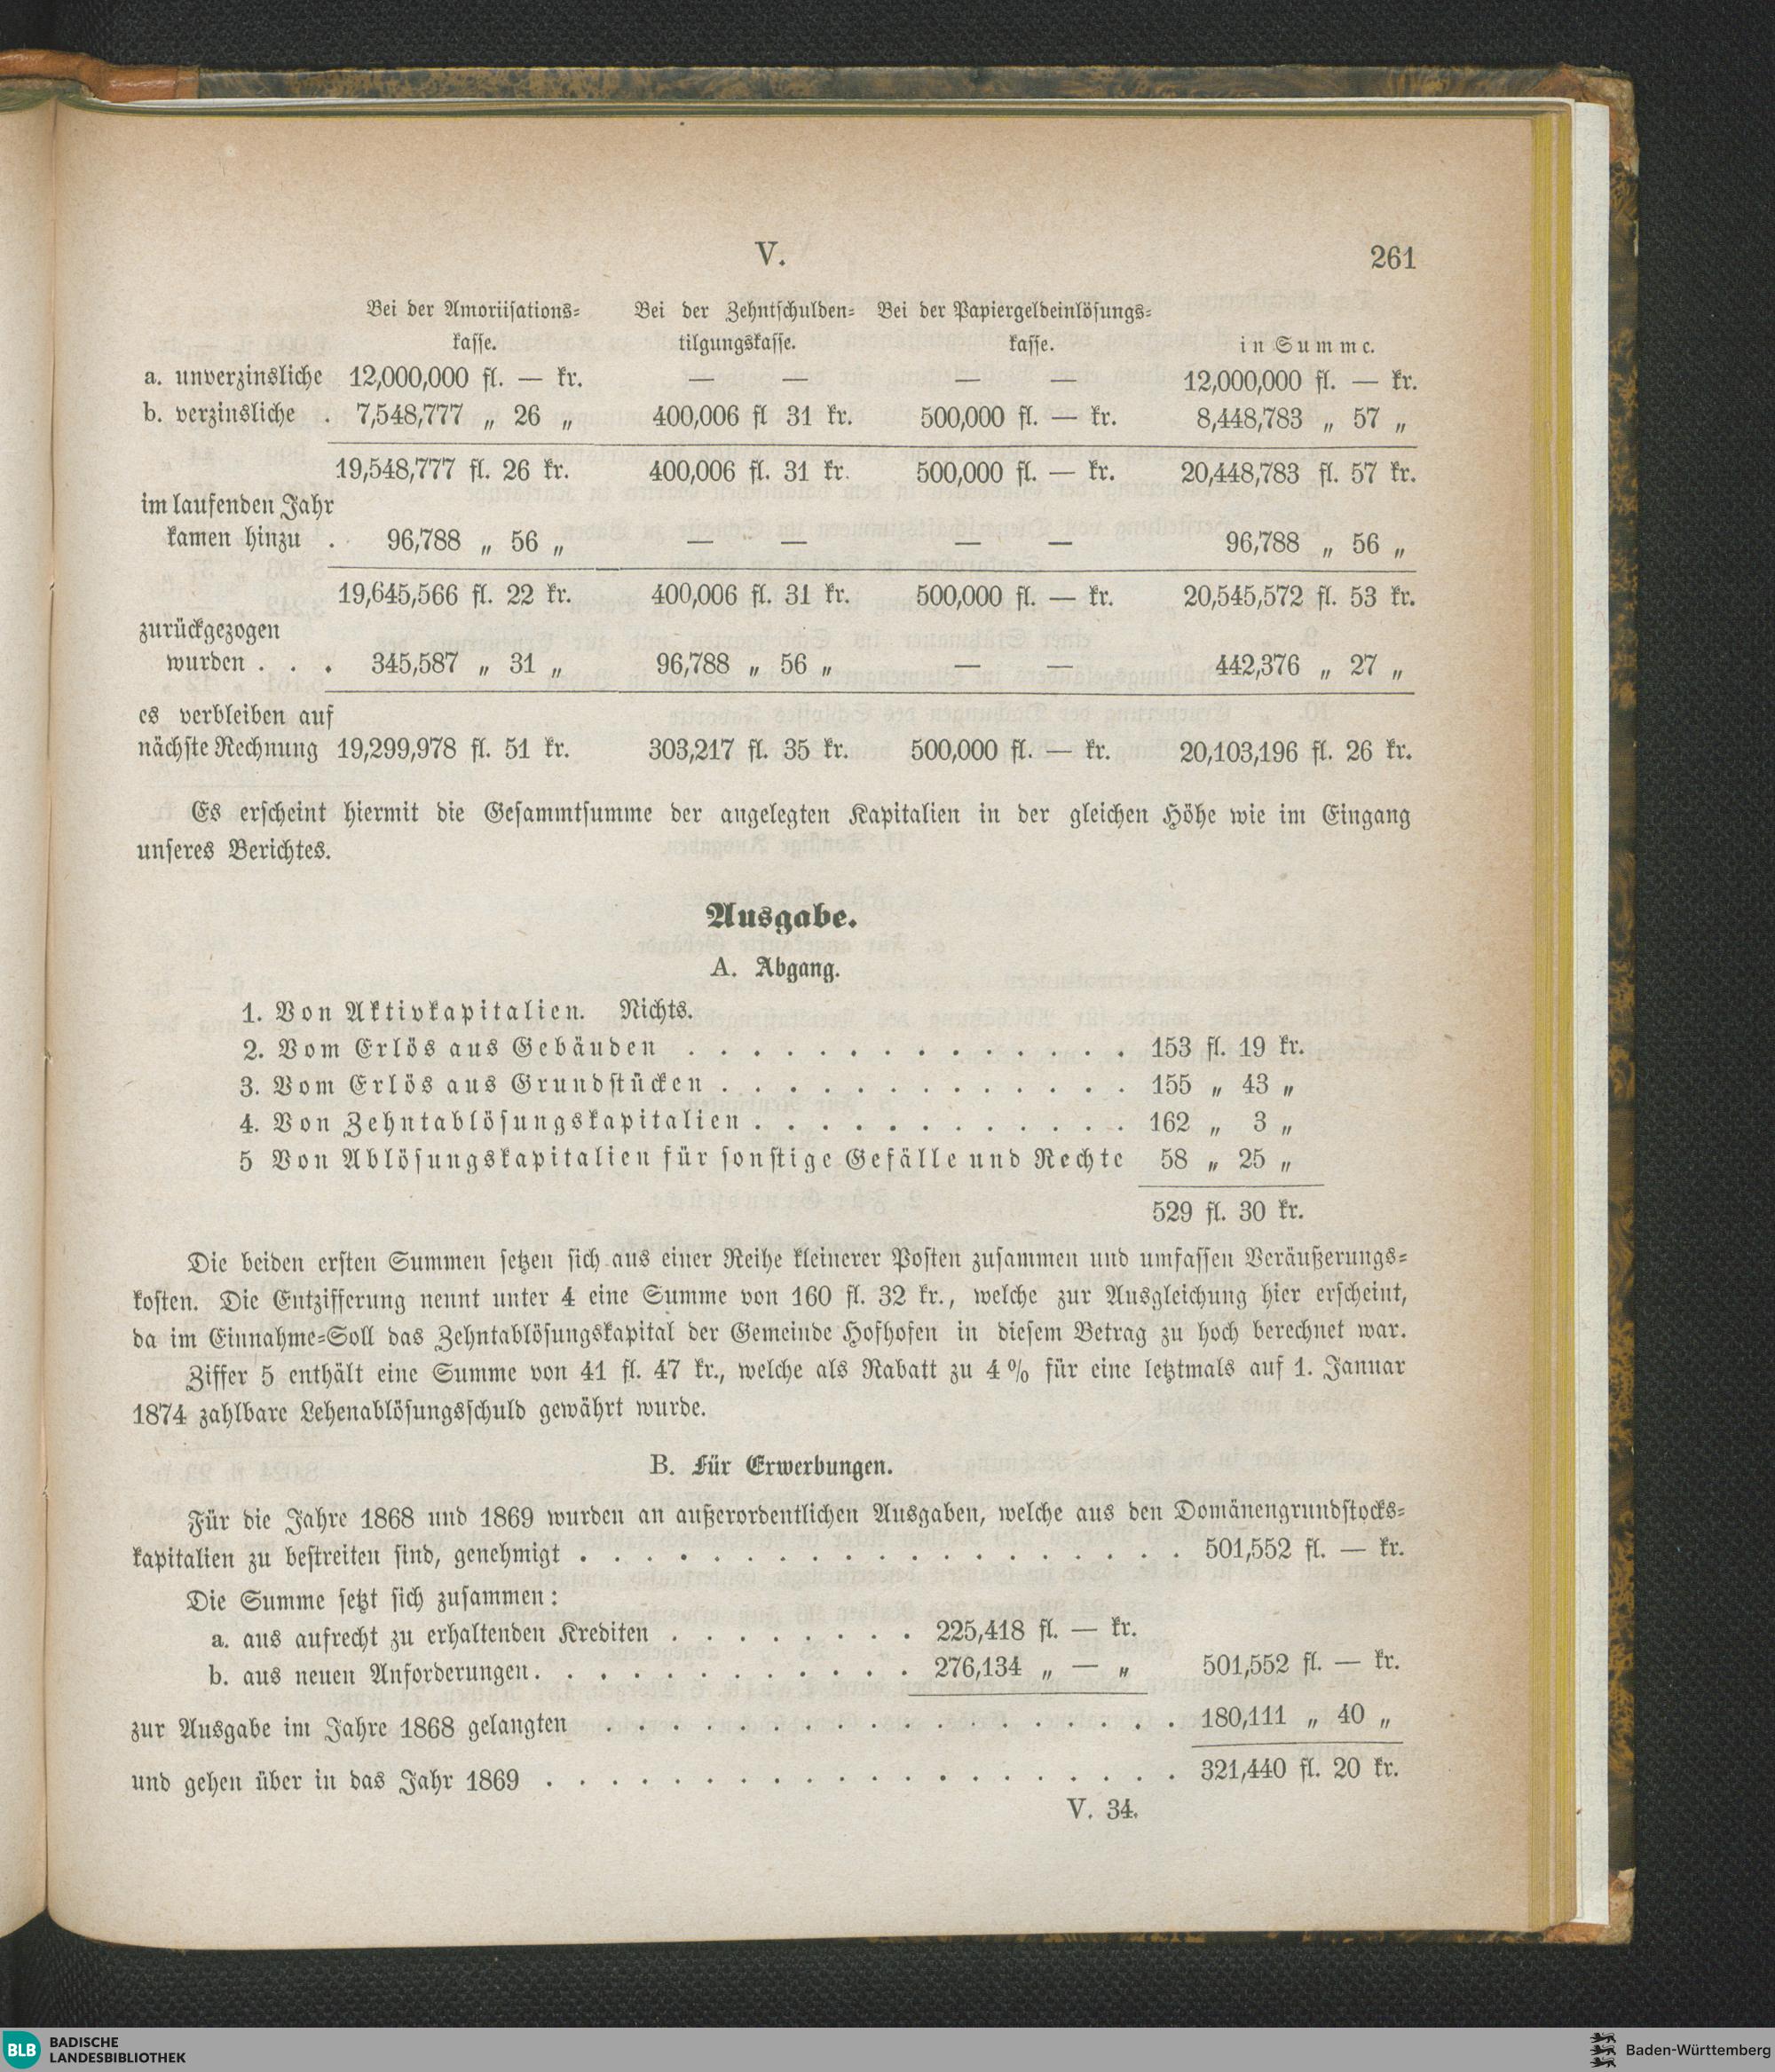 V. 261
Bei der Amoriisations- Bei der Zehntschulden- Bei der Papiergeldeinlösungs-
kasse. tilgungskasse. kasse. in Summe.
a. unverzinsliche 12,000,000 fl. — kr. — — — — 12,000,000 fl. — kr.
b. verzinsliche . 7,548,777 „ 26 „ 400,006 fl 31 kr. 500,000 fl. — kr. 8,448,783 „ 57 „
19,548,777 fl. 26 kr. 400,006 fl. 31 kr. 500,000 fl. — kr. 20,448,783 fl. 57 kr.
im laufenden Jahr
kamen hinzu . 96,788 „ 56 „ — — — — 96,788 „ 56 „
19,645,566 fl. 22 kr. 400,006 fl. 31 kr. 500,000 fl. — kr. 20,545,572 fl. 53 kr.
zurückgezogen
wurden . . . 345,587 „ 31 „ 96,788 „ 56 „ — — 442,376 „ 27 „
es verbleiben auf
nächste Rechnung 19,299,978 fl. 51 kr. 303,217 fl. 35 kr. 500,000 fl. — kr. 20,103,196 fl. 26 kr.
Es erscheint hiermit die Gesammtsumme der angelegten Kapitalien in der gleichen Höhe wie im Eingang
unseres Berichtes.
Ausgabe.
A. Abgang.
1. Von Aktivkapitalien. Nichts.
2. Vom Erlös aus Gebäuden . . . . . . . . . . . . . . 153 fl. 19 kr.
3. Vom Erlös aus Grundstücken . . . . . . . . . . . . . 155 „ 43 „
4. Von Zehntablösungskapitalien . . . . . . . . . . . . 162 „ 3 „
5 Von Ablösungskapitalien für sonstige Gefälle und Rechte 58 „ 25 „
529 fl. 30 kr.
Die beiden ersten Summen setzen sich aus einer Reihe kleinerer Posten zusammen und umfassen Veräußerungs-
kosten. Die Entzifferung nennt unter 4 eine Summe von 160 fl. 32 kr., welche zur Ausgleichung hier erscheint,
da im Einnahme-Soll das Zehntablösungskapital der Gemeinde Hofhofen in diesem Betrag zu hoch berechnet war.
Ziffer 5 enthält eine Summe von 41 fl. 47 kr., welche als Rabatt zu 4 % für eine letztmals auf 1. Januar
1874 zahlbare Lehenablösungsschuld gewährt wurde.
B. Für Erwerbungen.
Für die Jahre 1868 und 1869 wurden an außerordentlichen Ausgaben, welche aus den Domänengrundstocks-
kapitalien zu bestreiten sind, genehmigt . . . . . . . . . . . . . . . . . . 501,552 fl. — kr.
Die Summe setzt sich zusammen:
a. aus aufrecht zu erhaltenden Krediten . . . . . . . . 225,418 fl. — kr.
b. aus neuen Anforderungen. . . . . . . . . . . . 276,134 „ — „ 501,552 fl. — kr.
zur Ausgabe im Jahre 1868 gelangten . . . . . . . . . . . . . . . . . . 180,111 „ 40 „
und gehen über in das Jahr 1869 . . . . . . . . . . . . . . . . . . . . 321,440 fl. 20 kr.
V. 34.
BLB BADISCHE
LANDESBIBLIOTHEK
Baden-Württemberg